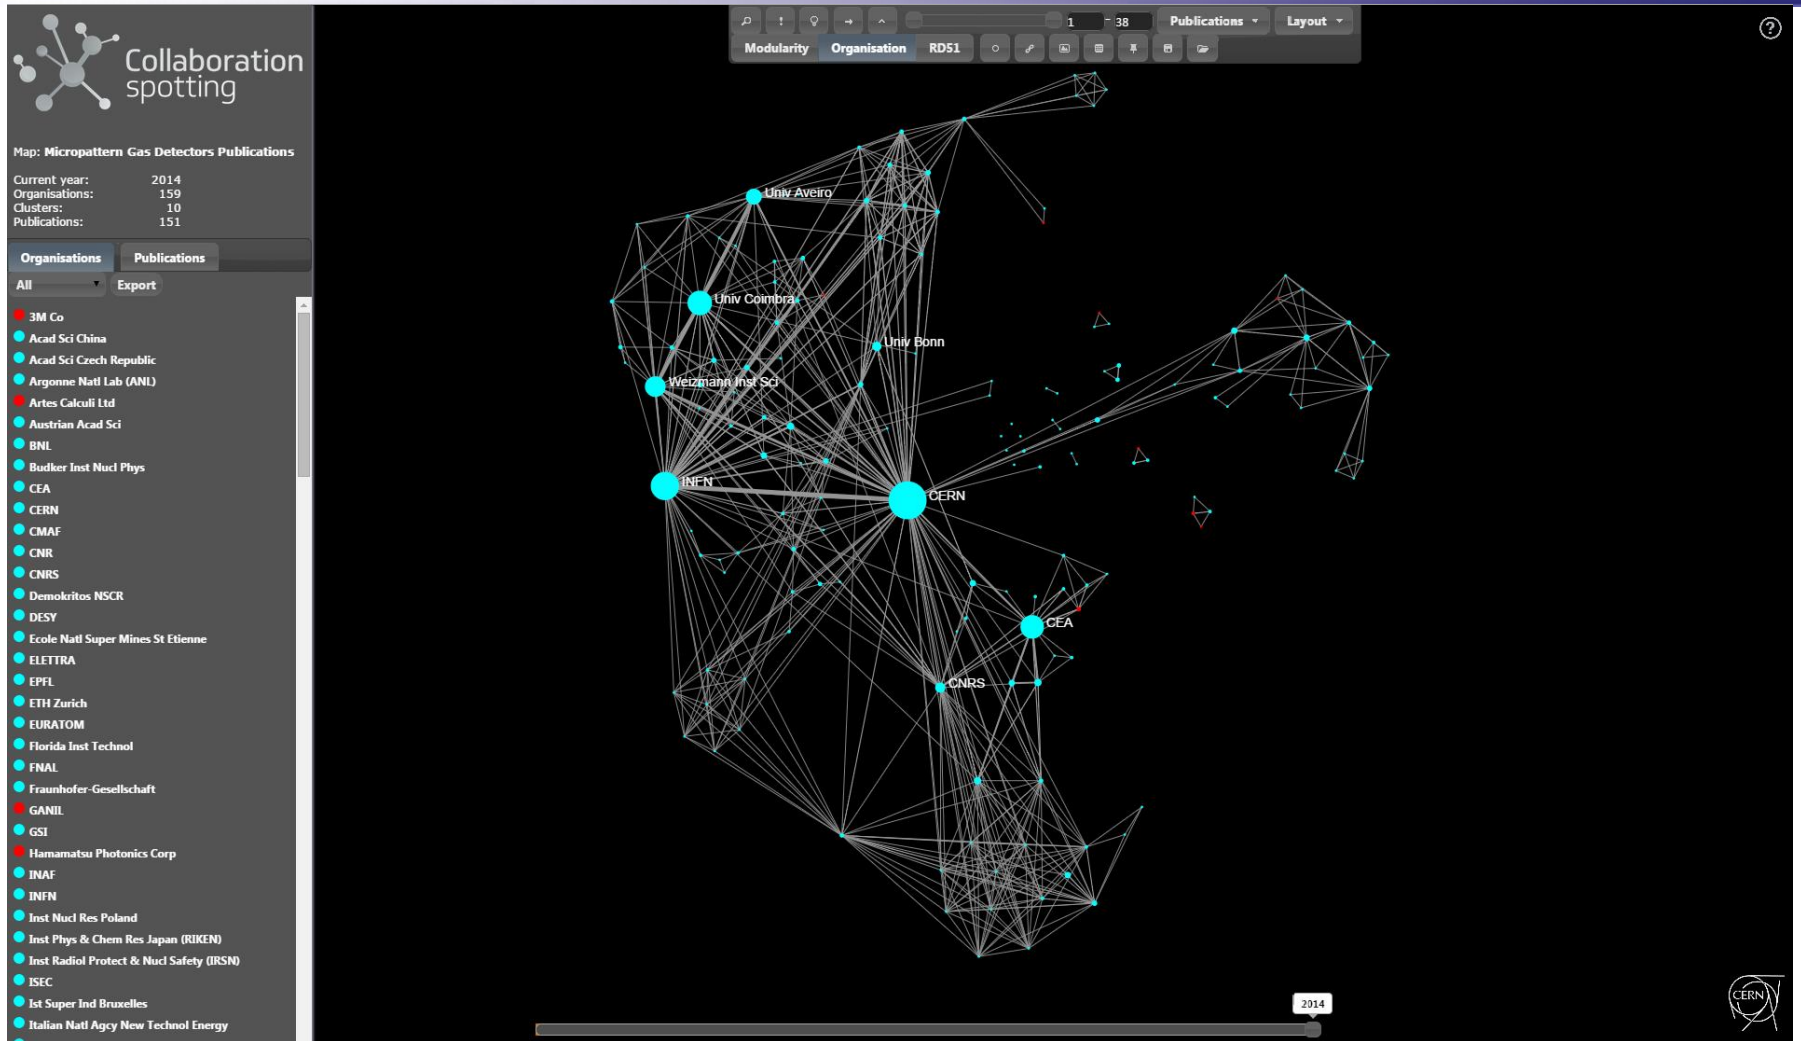 Collaboration
spotting
1 - 38 Publications Layout
Modularity Organisation RD51
?
Map: Micropattern Gas Detectors Publications
Current year: 2014
Organisations: 159
Clusters: 10
Publications: 151
Organisations Publications
All Export
3M Co
Acad Sci China
Acad Sci Czech Republic
Argonne Natl Lab (ANL)
Artes Calculi Ltd
Austrian Acad Sci
BNL
Budker Inst Nucl Phys
CEA
CERN
CMAF
CNR
CNRS
Demokritos NSCR
DESY
Ecole Natl Super Mines St Etienne
ELETTRA
EPFL
ETH Zurich
EURATOM
Florida Inst Technol
FNAL
Fraunhofer-Gesellschaft
GANIL
GSI
Hamamatsu Photonics Corp
INAF
INFN
Inst Nucl Res Poland
Inst Phys & Chem Res Japan (RIKEN)
Inst Radiol Protect & Nucl Safety (IRSN)
ISEC
Ist Super Ind Bruxelles
Italian Natl Agcy New Technol Energy
Univ Aveiro
Univ Coimbra
Univ Bonn
Weizmann Inst Sci
INFN
CERN
CEA
CNRS
2014
CERN